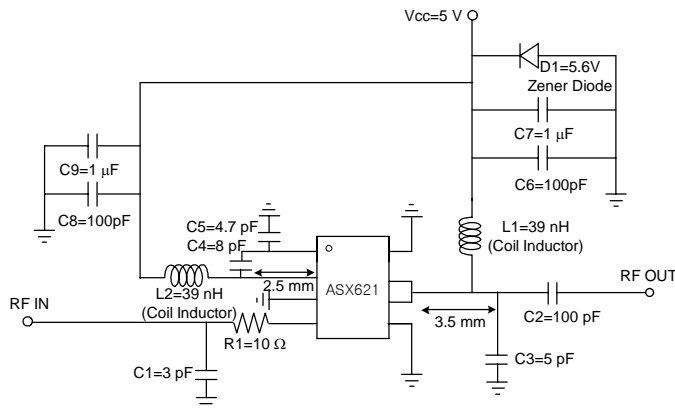 Vcc=5 V
D1=5.6V
Zener Diode
C7=1 μF
C6=100pF
C9=1 μF
C8=100pF
C5=4.7 pF
C4=8 pF
L1=39 nH
(Coil Inductor)
2.5 mm
ASX621
RF OUT
L2=39 nH
(Coil Inductor)
RF IN
3.5 mm
C2=100 pF
R1=10 Ω
C1=3 pF
C3=5 pF